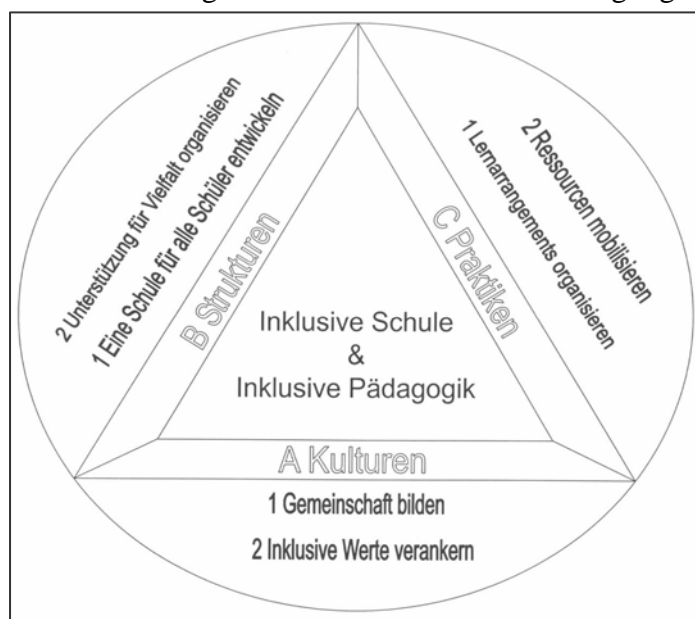 2 Unterstützung für Vielfalt organisieren
1 Eine Schule für alle Schüler entwickeln
B Strukturen
2 Ressourcen mobilisieren
1 Lernarrangements organisieren
C Praktiken
Inklusive Schule
&
Inklusive Pädagogik
A Kulturen
1 Gemeinschaft bilden
2 Inklusive Werte verankern